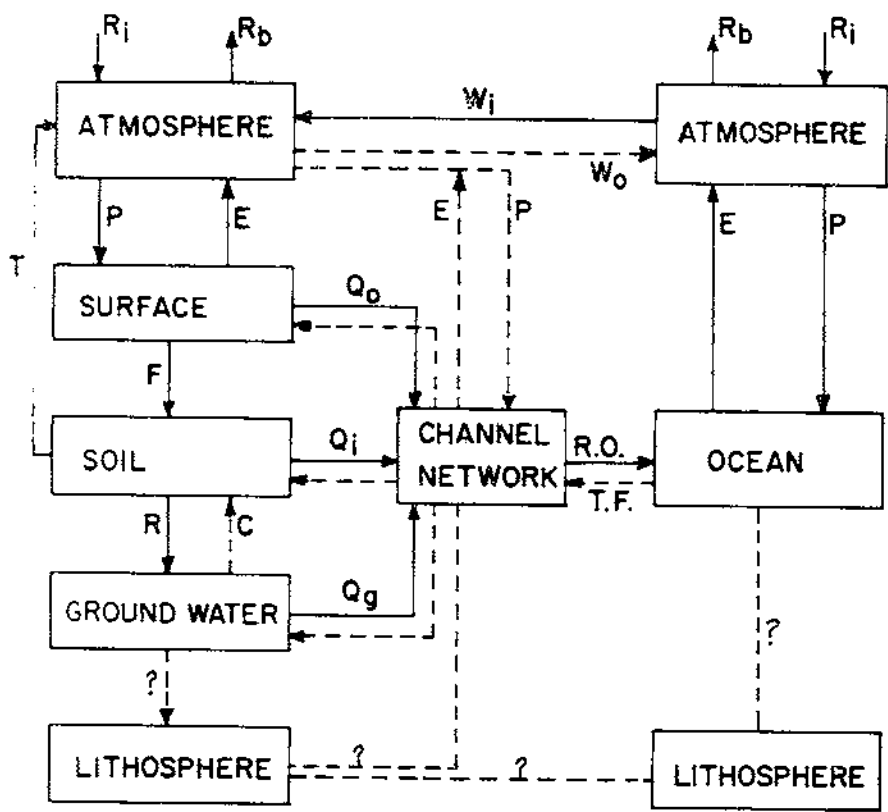 Ri Rb Rb Ri
ATMOSPHERE
Wi
ATMOSPHERE
Wo
P E E P E P
T
SURFACE
Qo
F
SOIL
Qi
CHANNEL
NETWORK
R.O.
T.F.
OCEAN
R C
GROUND WATER
Qg
?
?
LITHOSPHERE
?
?
LITHOSPHERE